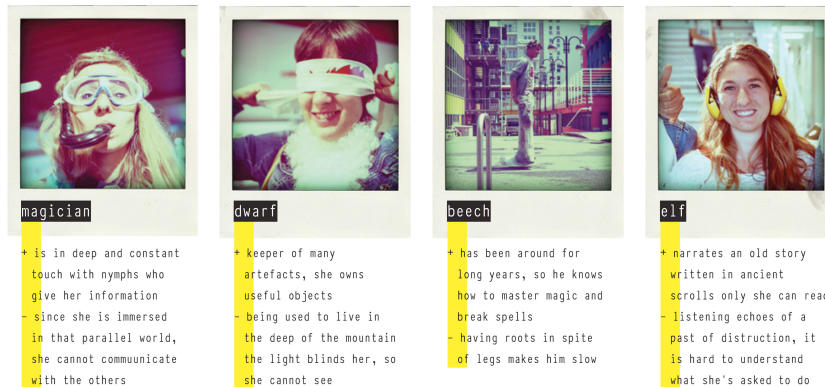 magician
+ is in deep and constant
touch with nymphs who
give her information
- since she is immersed
in that parallel world,
she cannot commuunicate
with the others
dwarf
+ keeper of many
artefacts, she owns
useful objects
- being used to live in
the deep of the mountain
the light blinds her, so
she cannot see
beech
+ has been around for
long years, so he knows
how to master magic and
break spells
- having roots in spite
of legs makes him slow
elf
+ narrates an old story
written in ancient
scrolls only she can read
- listening echoes of a
past of distruction, it
is hard to understand
what she's asked to do